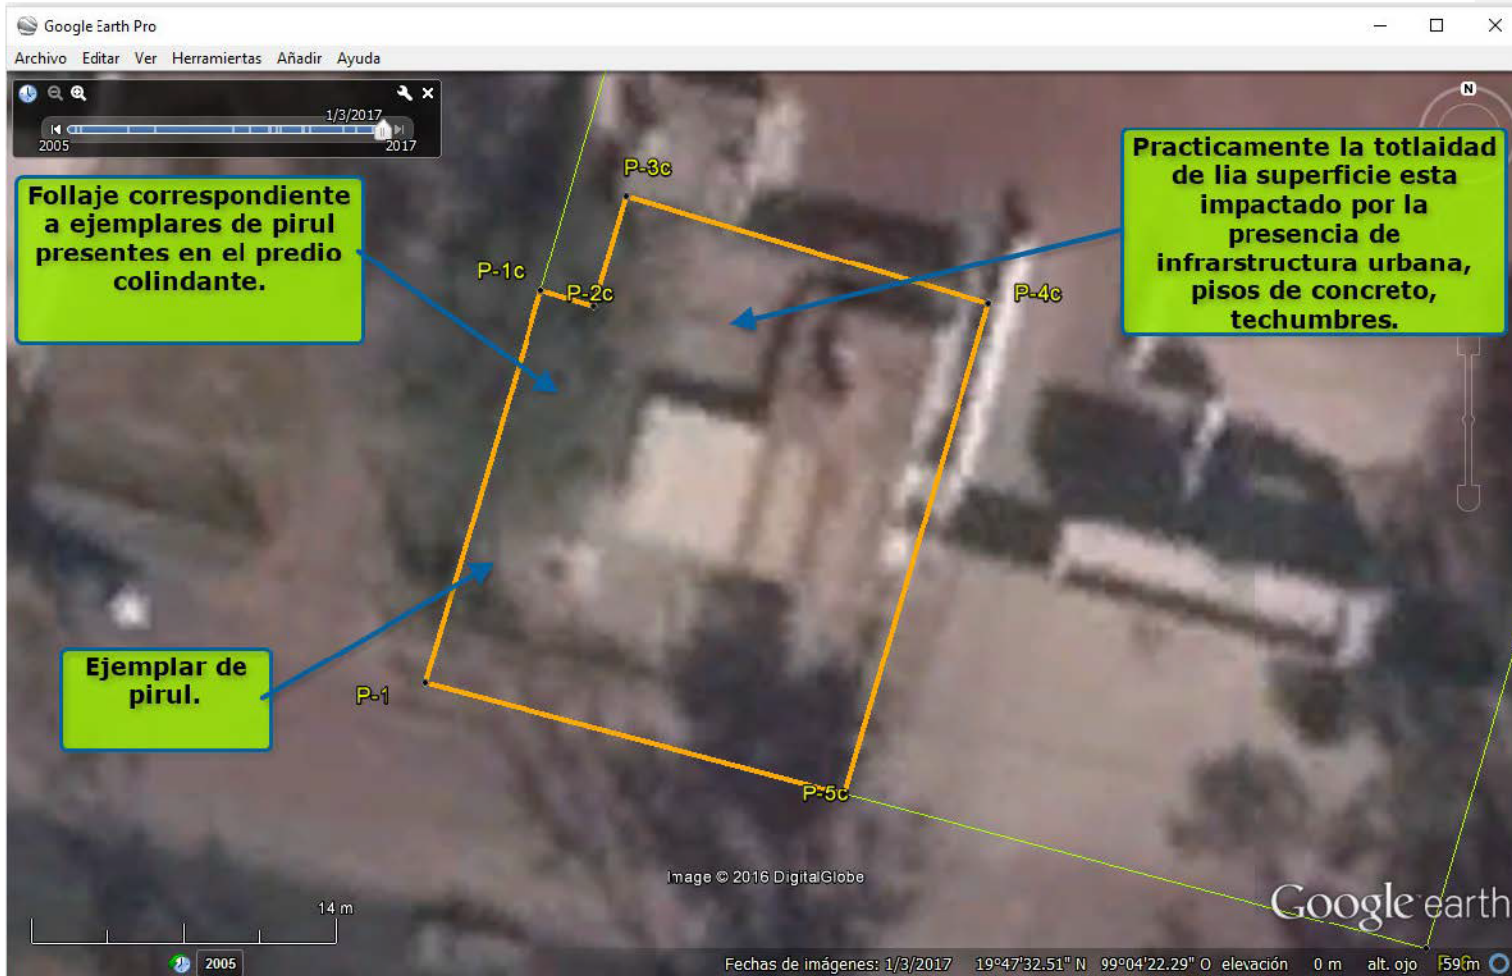 Google Earth Pro
Archivo Editar Ver Herramientas Añadir Ayuda
1/3/2017
2005
2017
N
Follaje correspondiente
a ejemplares de pirul
presentes en el predio
colindante.
Practicamente la totlaidad
de lia superficie esta
impactado por la
presencia de
infrarstructura urbana,
pisos de concreto,
techumbres.
P-3c
P-1c
P-2c
P-4c
Ejemplar de
pirul.
P-1
P-5c
Image © 2016 DigitalGlobe
Google earth
14 m
2005
Fechas de imágenes: 1/3/2017 19°47'32.51" N 99°04'22.29" O elevación 0 m alt. ojo 59 m